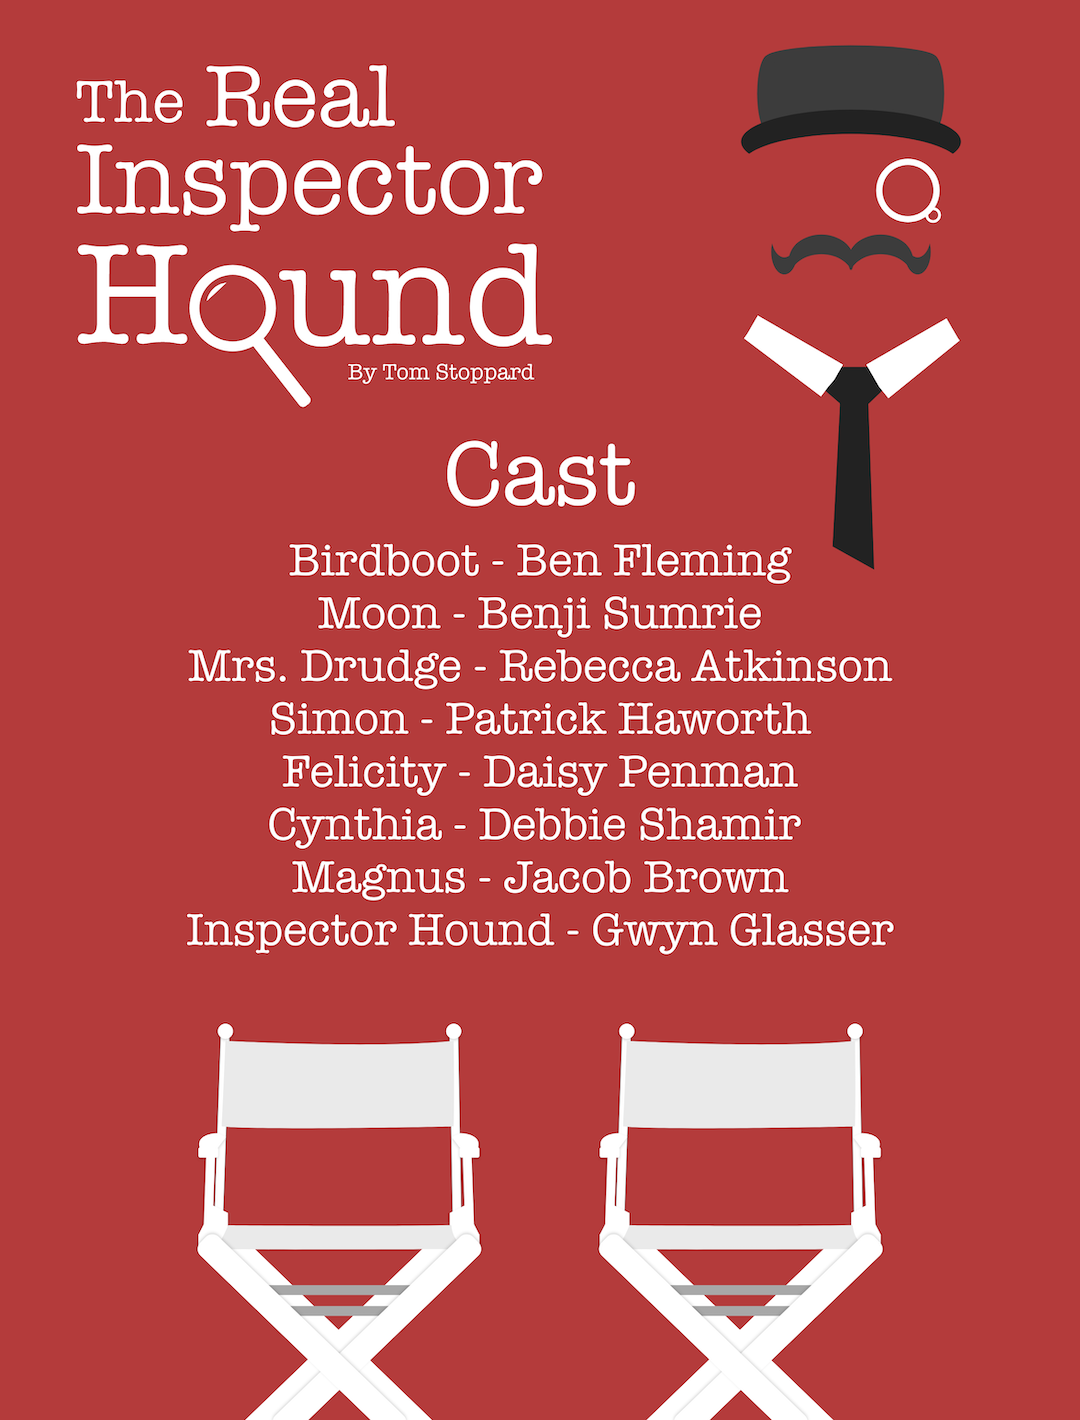 The Real
Inspector
Hound
By Tom Stoppard
Cast
Birdboot - Ben Fleming
Moon - Benji Sumrie
Mrs. Drudge - Rebecca Atkinson
Simon - Patrick Haworth
Felicity - Daisy Penman
Cynthia - Debbie Shamir
Magnus - Jacob Brown
Inspector Hound - Gwyn Glasser